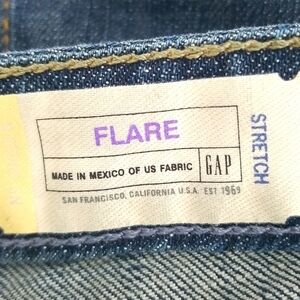 FLARE
MADE IN MEXICO OF US FABRIC
GAP
SAN FRANCISCO, CALIFORNIA U.S.A. EST 1969
STRETCH